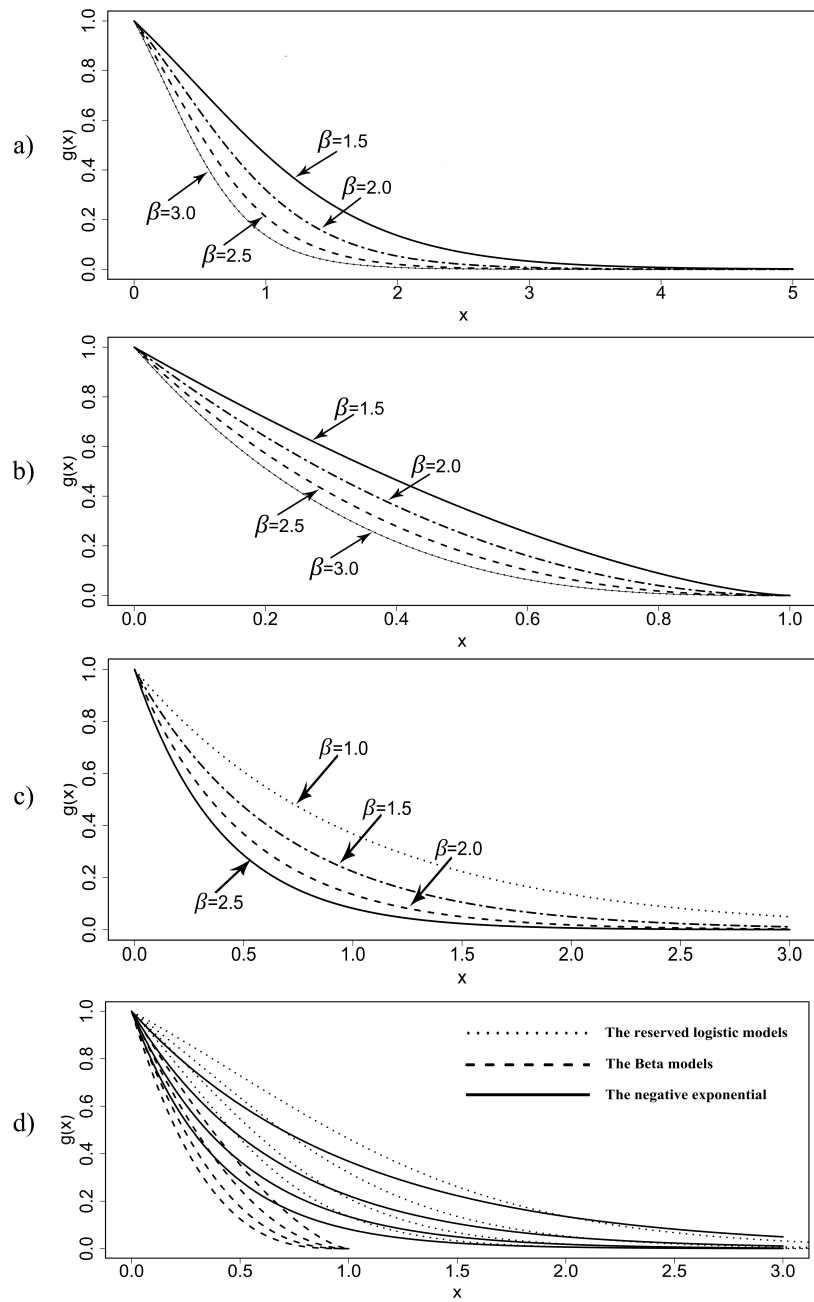 a)
g(x)
0.0 0.2 0.4 0.6 0.8 1.0
β=1.5
β=2.0
β=3.0
β=2.5
0 1 2 3 4 5
x
b)
g(x)
0.0 0.2 0.4 0.6 0.8 1.0
β=1.5
β=2.0
β=2.5
β=3.0
0.0 0.2 0.4 0.6 0.8 1.0
x
c)
g(x)
0.0 0.2 0.4 0.6 0.8 1.0
β=1.0
β=1.5
β=2.0
β=2.5
0.0 0.5 1.0 1.5 2.0 2.5 3.0
x
d)
g(x)
0.0 0.2 0.4 0.6 0.8 1.0
The reserved logistic models
The Beta models
The negative exponential
0.0 0.5 1.0 1.5 2.0 2.5 3.0
x